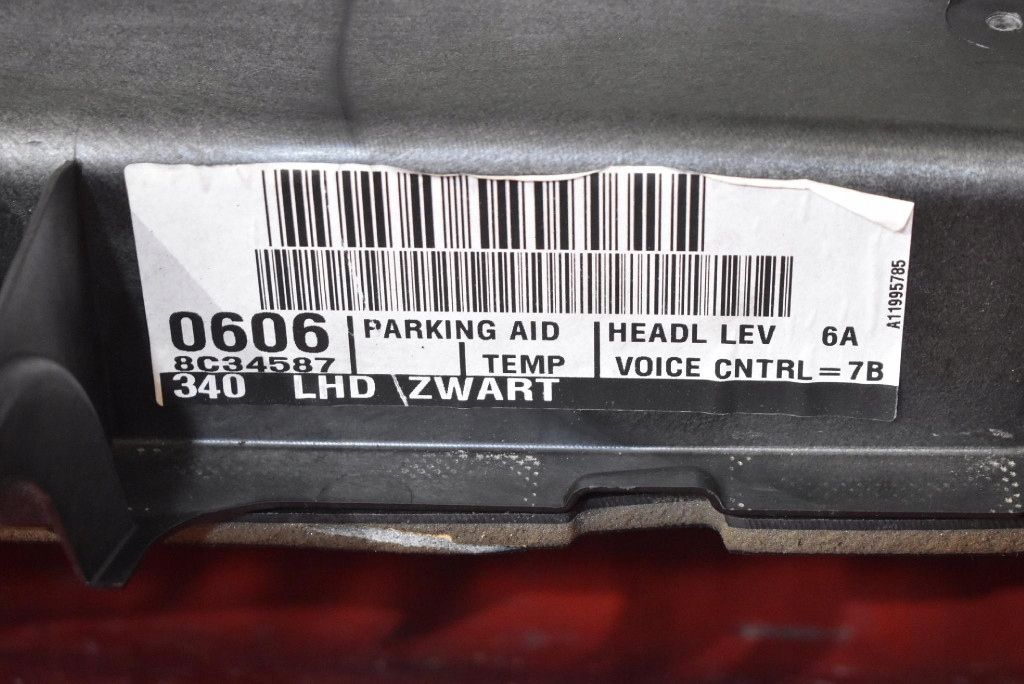 0606 PARKING AID HEADL LEV 6A
8C34587 TEMP VOICE CNTRL = 7B
340 LHD \ZWART
A11995785